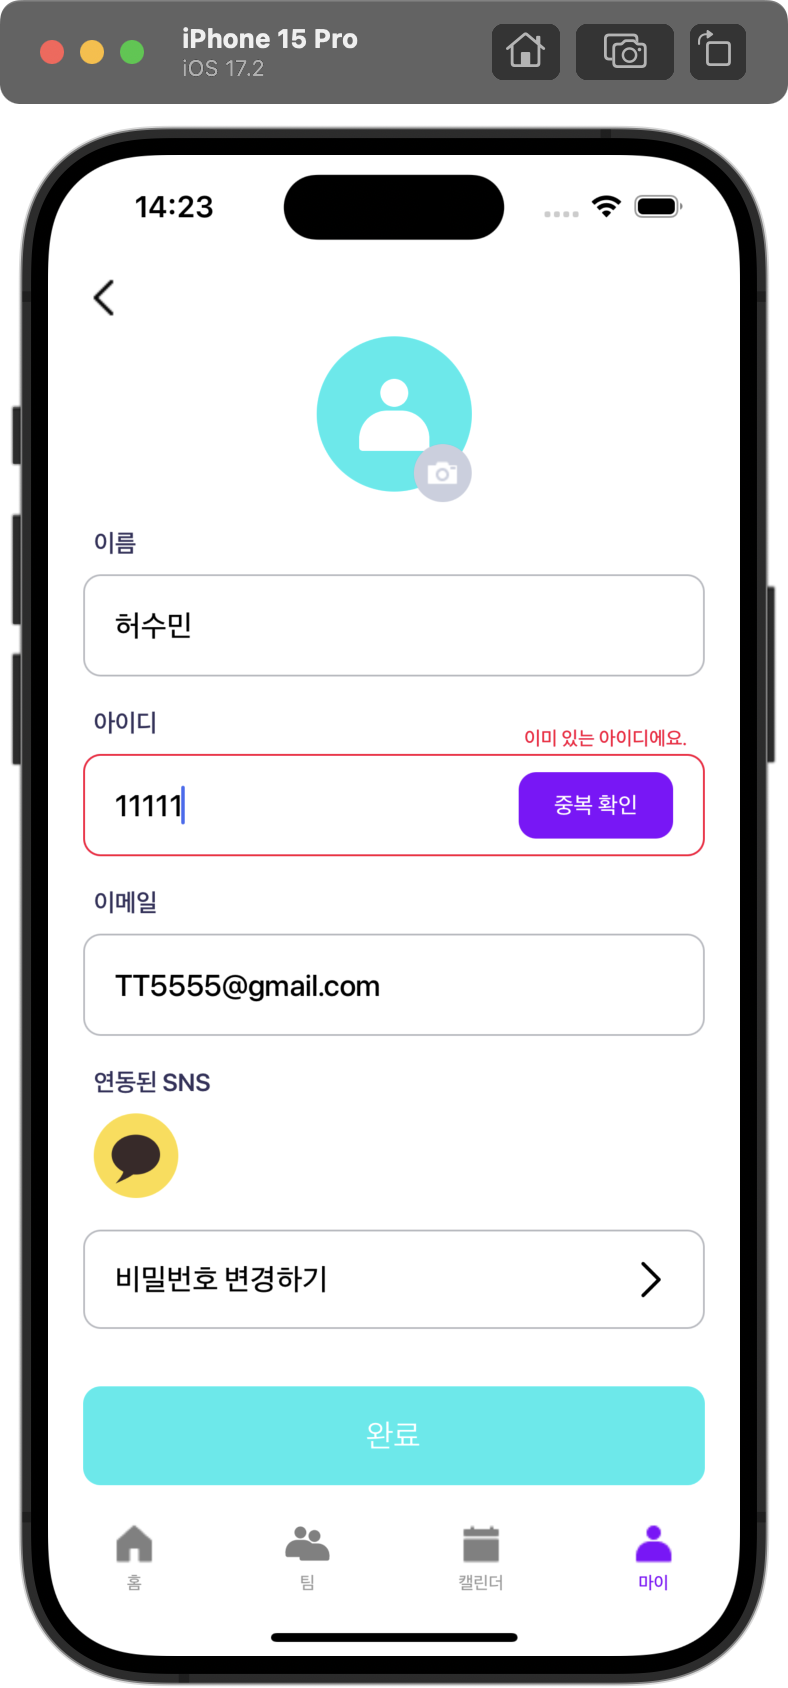 iPhone 15 Pro
iOS 17.2
14:23
이름
허수민
아이디
이미 있는 아이디에요.
11111
중복 확인
이메일
TT5555@gmail.com
연동된 SNS
비밀번호 변경하기
완료
홈
팀
캘린더
마이